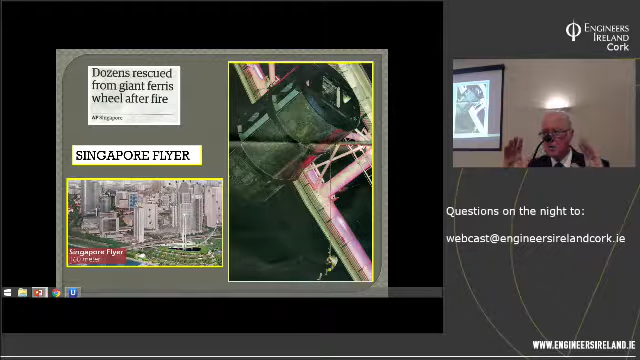 ENGINEERS
IRELAND
Cork
Dozens rescued
from giant ferris
wheel after fire
AP Singapore
SINGAPORE FLYER
Singapore Flyer
Questions on the night to:
webcast@engineersirelandcork.ie
WWW.ENGINEERSIRELAND.IE